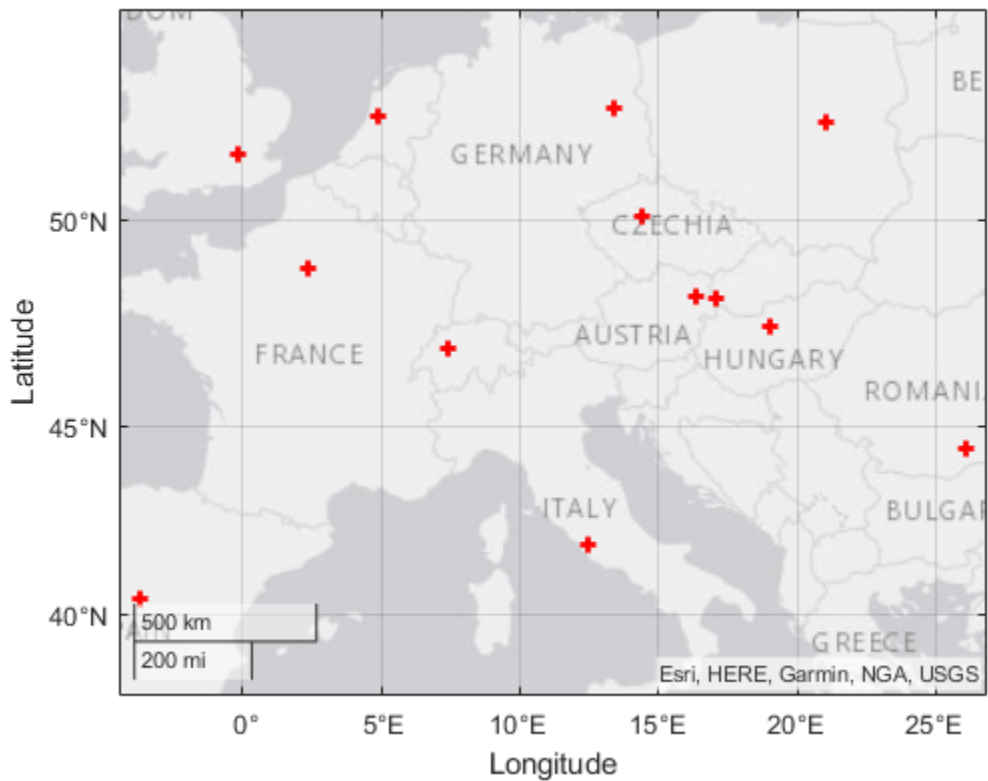 DOM
BE
GERMANY
50°N
CZECHIA
AUSTRIA
FRANCE
HUNGARY
ROMANI
45°N
ITALY
BULGAR
40°N
AIN
500 km
200 mi
GREECE
Esri, HERE, Garmin, NGA, USGS
0°
5°E
10°E
15°E
20°E
25°E
Latitude
Longitude